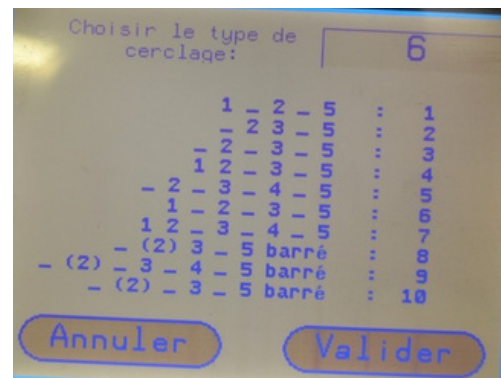 Choisir le type de
cerclage:
6
1 _ 2 _ 5 : 1
_ 2 3 _ 5 : 2
_ 2 _ 3 _ 5 : 3
1 2 _ 3 _ 5 : 4
_ 2 _ 3 _ 4 _ 5 : 5
1 _ 2 _ 3 _ 5 : 6
1 2 _ 3 _ 4 _ 5 : 7
_ (2) 3 _ 5 barré : 8
_ (2) _ 3 _ 4 _ 5 barré : 9
_ (2) _ 3 _ 5 barré : 10
Annuler
Valider